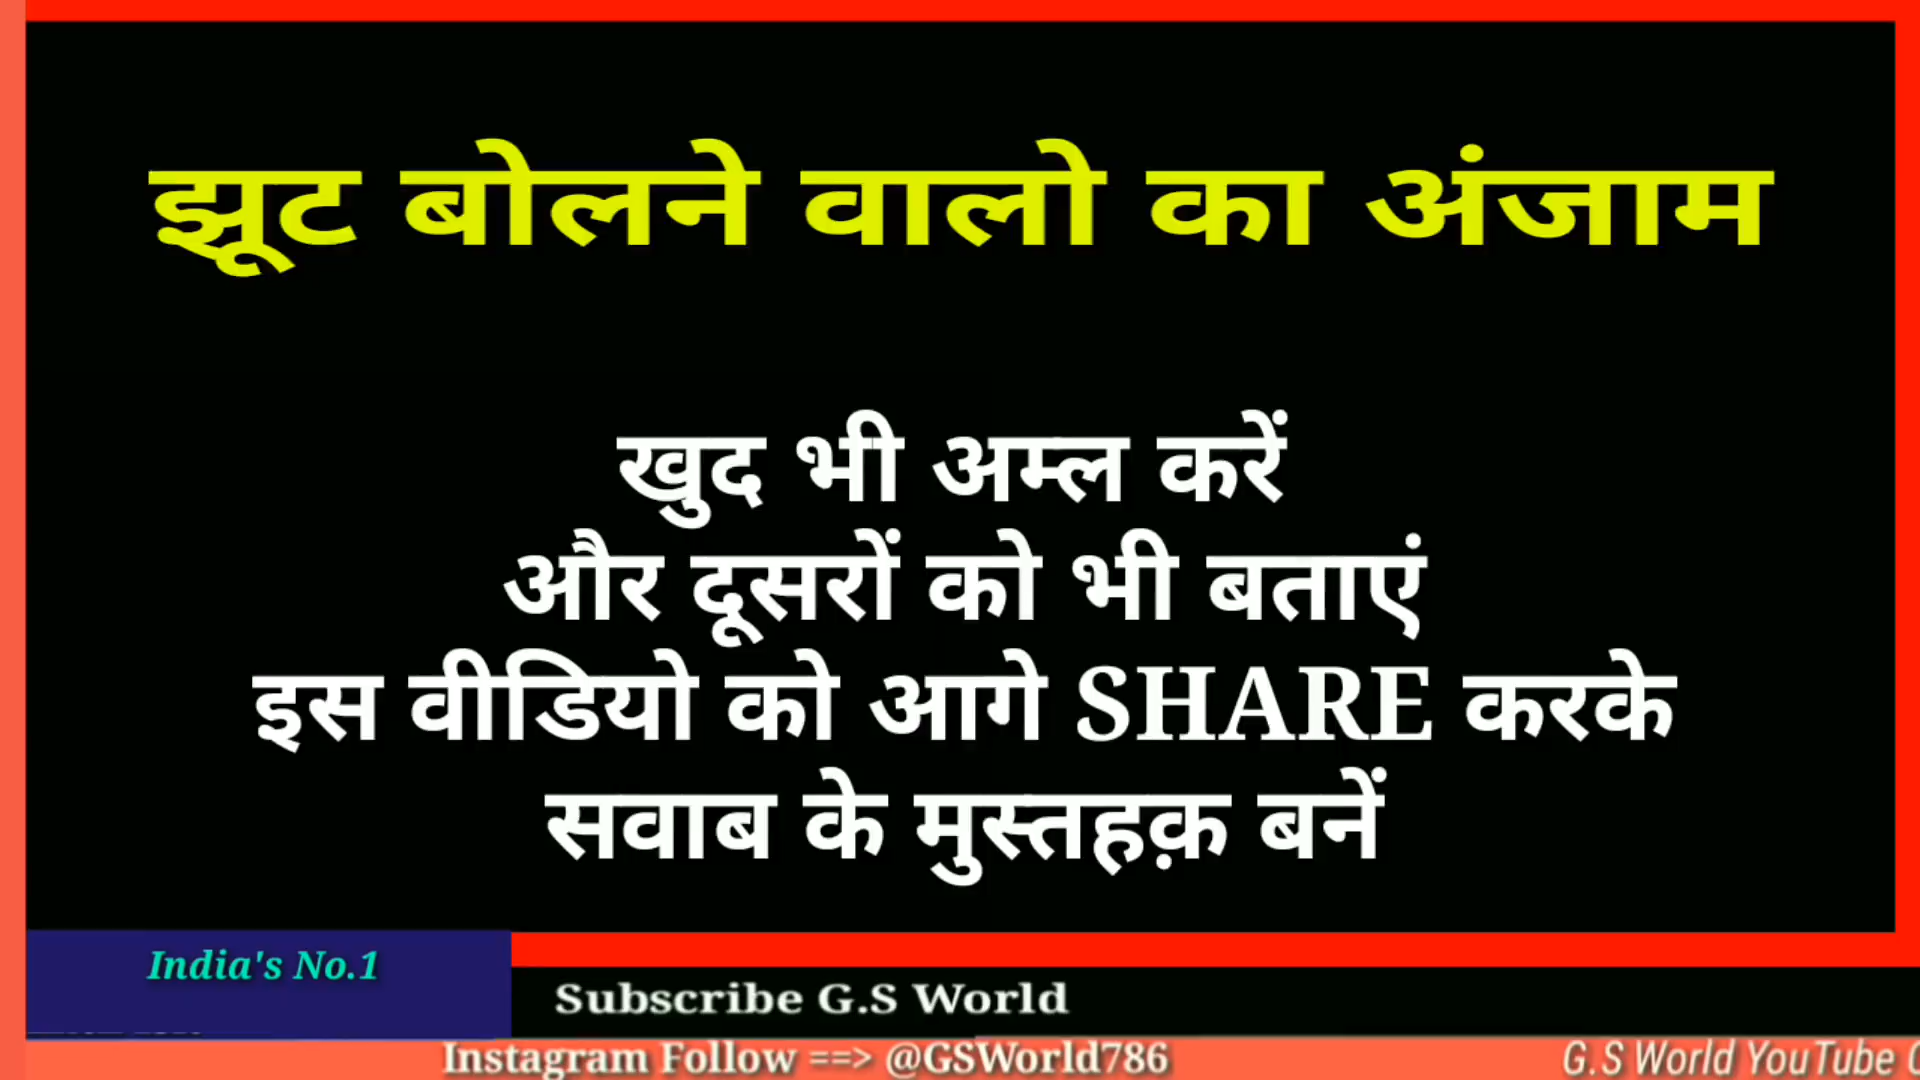 झूट बोलने वालो का अंजाम
खुद भी अम्ल करें
और दूसरों को भी बताएं
इस वीडियो को आगे SHARE करके
सवाब के मुस्तहक़ बनें
India's No.1
Subscribe G.S World
Instagram Follow ==> @GSWorld786
G.S World YouTube